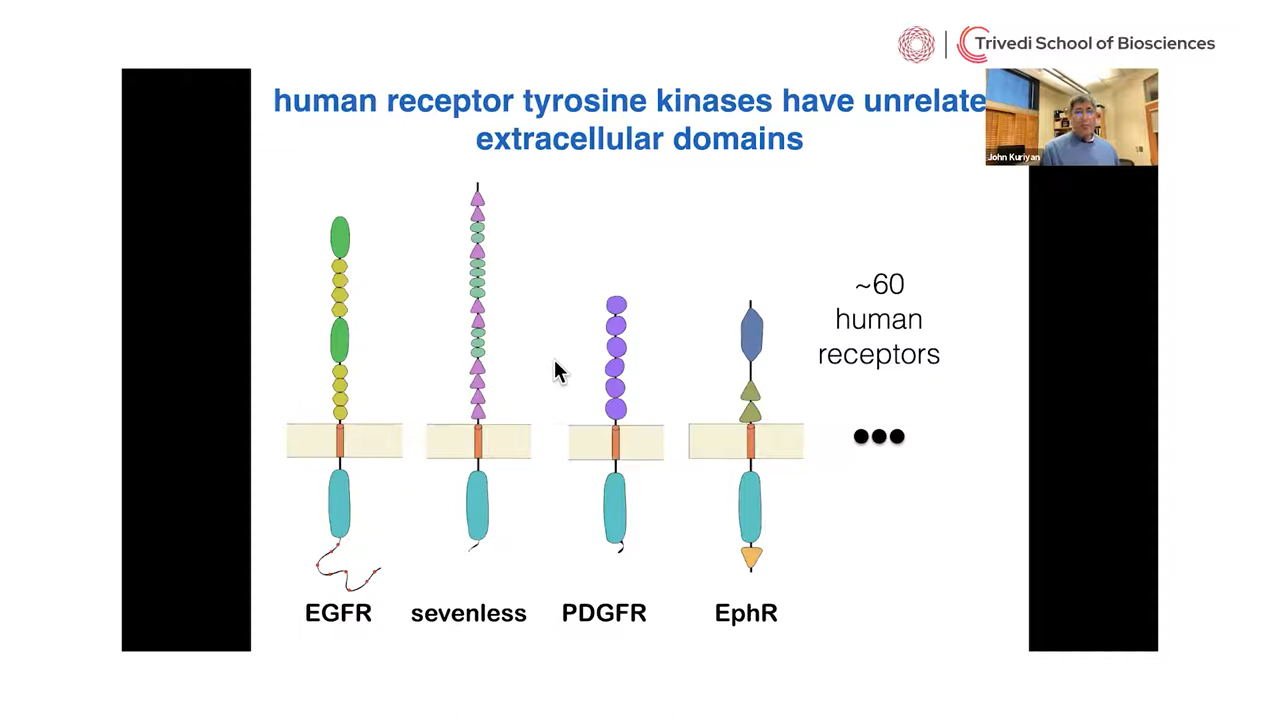 Trivedi School of Biosciences
human receptor tyrosine kinases have unrelate
extracellular domains
John Kuriyan
~60
human
receptors
EGFR
sevenless
PDGFR
EphR